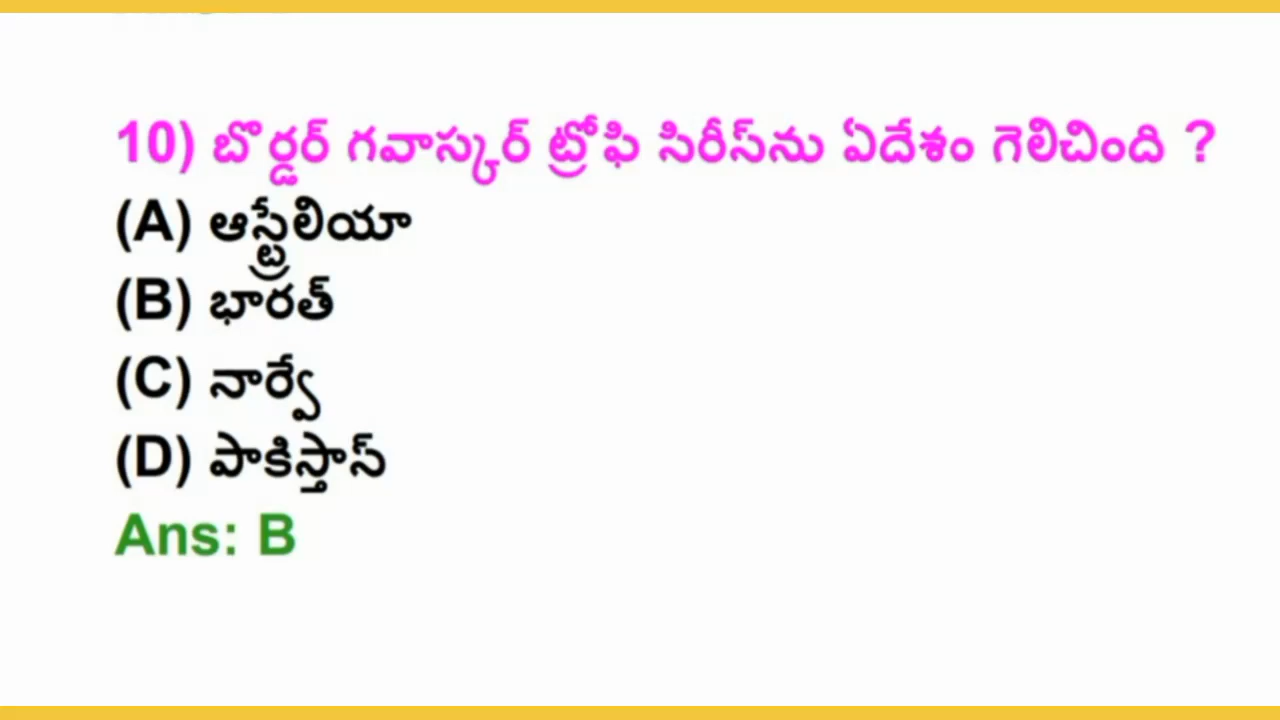 10) బొర్డర్ గవాస్కర్ ట్రోఫి సిరీస్‌ను ఏదేశం గెలిచింది ?
(A) ఆస్ట్రేలియా
(B) భారత్
(C) నార్వే
(D) పాకిస్తాస్
Ans: B